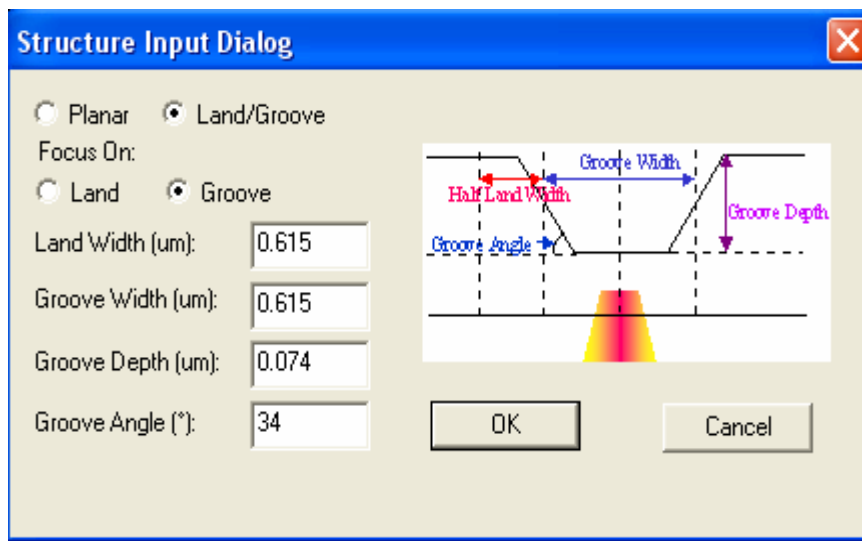 Structure Input Dialog
Planar Land/Groove
Focus On:
Land Groove
Land Width (um): 0.615
Groove Width (um): 0.615
Groove Depth (um): 0.074
Groove Angle (°): 34
Groove Width
Half Land Width
Groove Depth
Groove Angle
OK Cancel